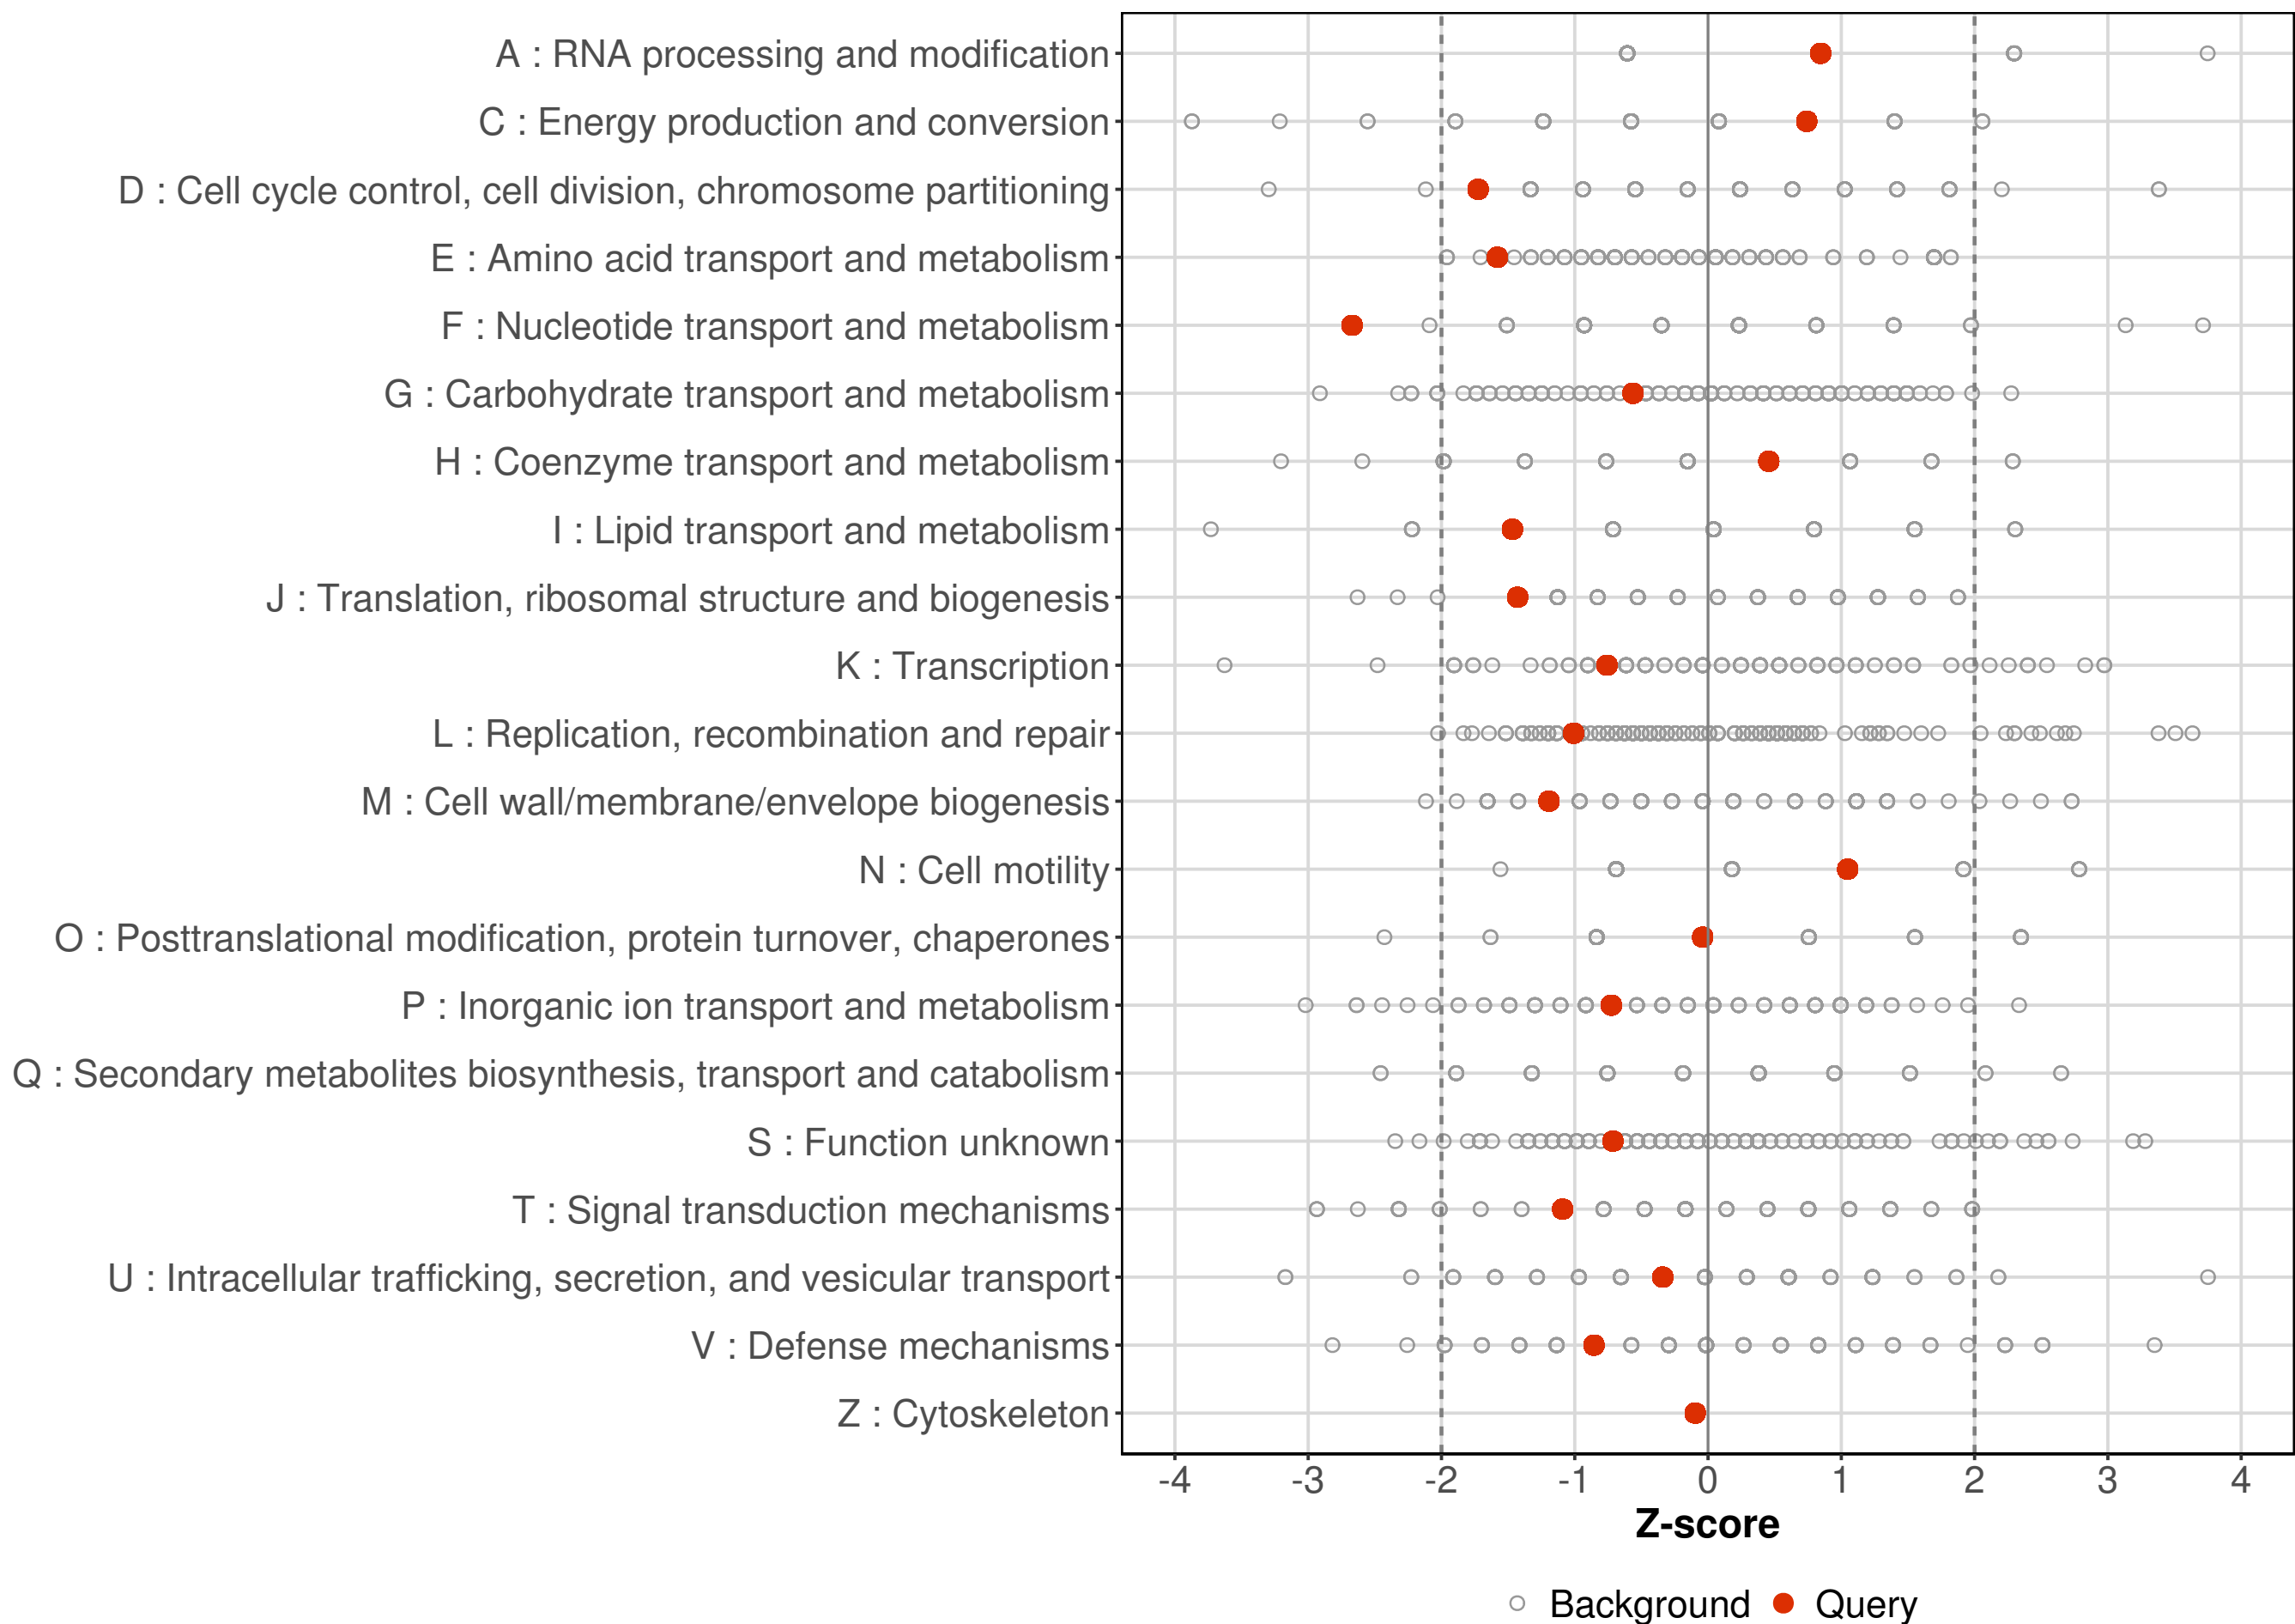 A : RNA processing and modification
C : Energy production and conversion
D : Cell cycle control, cell division, chromosome partitioning
E : Amino acid transport and metabolism
F : Nucleotide transport and metabolism
G : Carbohydrate transport and metabolism
H : Coenzyme transport and metabolism
I : Lipid transport and metabolism
J : Translation, ribosomal structure and biogenesis
K : Transcription
L : Replication, recombination and repair
M : Cell wall/membrane/envelope biogenesis
N : Cell motility
O : Posttranslational modification, protein turnover, chaperones
P : Inorganic ion transport and metabolism
Q : Secondary metabolites biosynthesis, transport and catabolism
S : Function unknown
T : Signal transduction mechanisms
U : Intracellular trafficking, secretion, and vesicular transport
V : Defense mechanisms
Z : Cytoskeleton
-4 -3 -2 -1 0 1 2 3 4
Z-score
Background Query